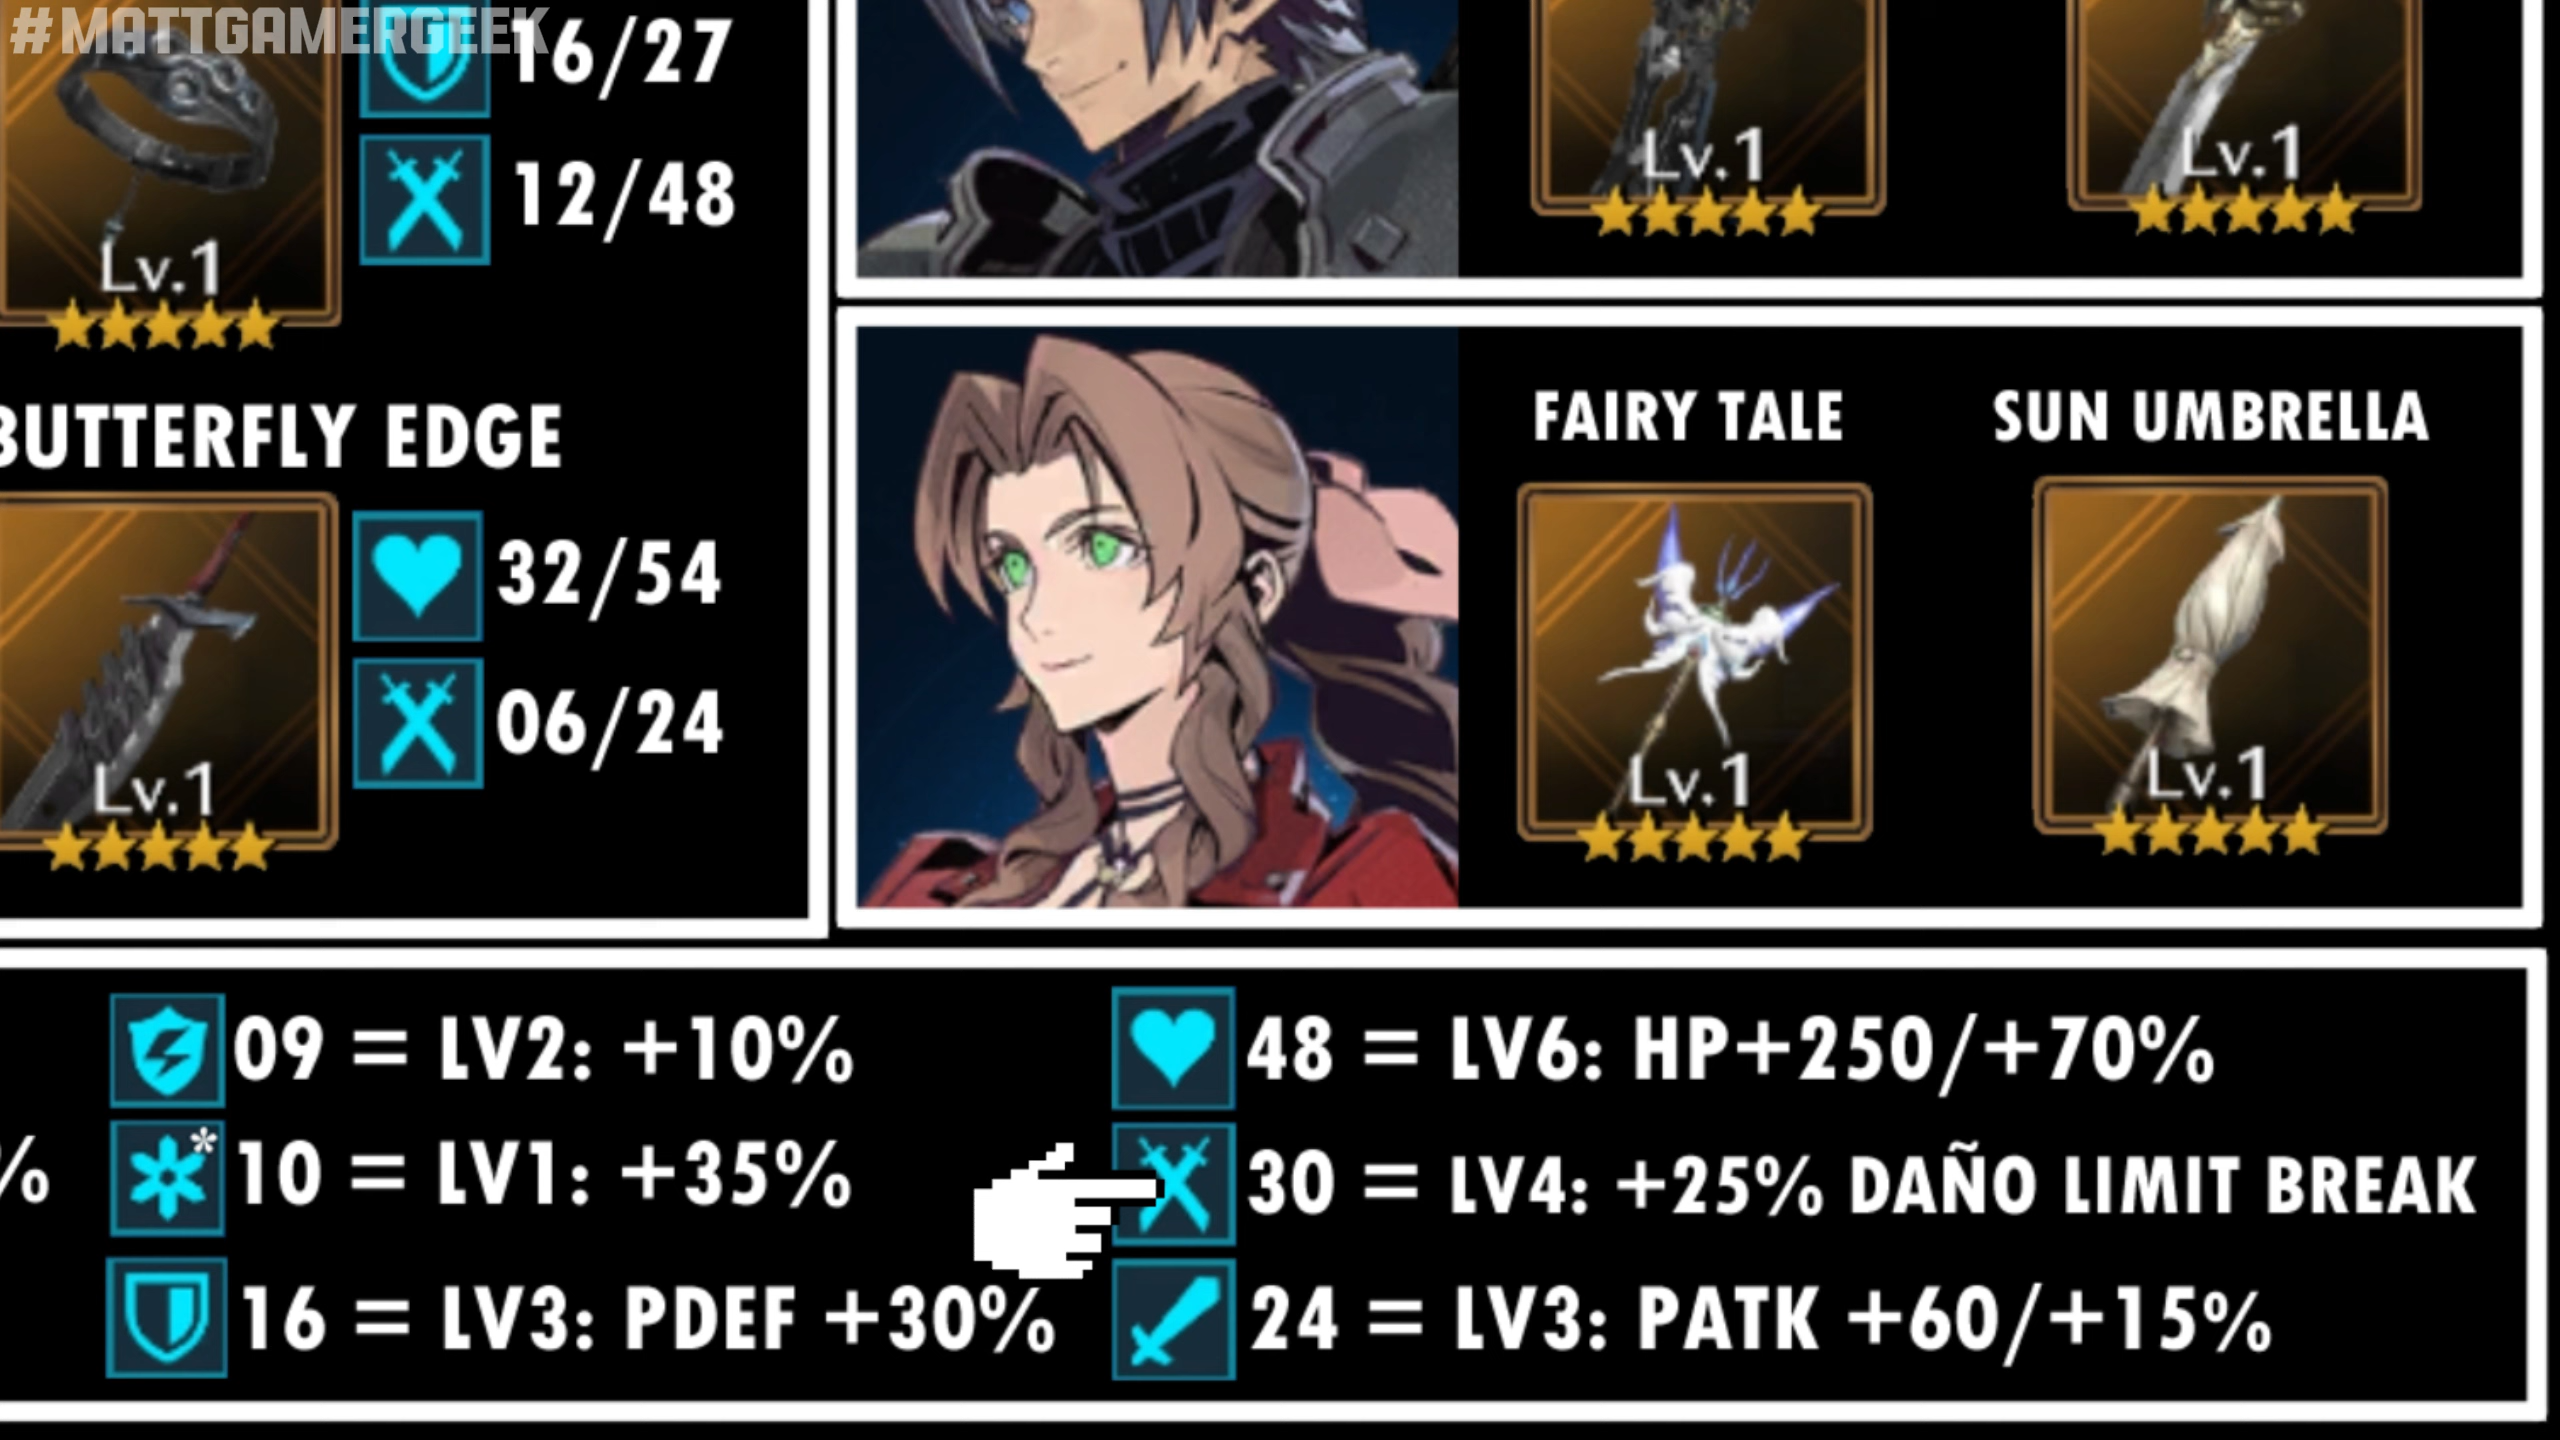 #MATTGAMERGEEK
16/27
12/48
Lv.1
BUTTERFLY EDGE
32/54
06/24
Lv.1
Lv.1
Lv.1
FAIRY TALE
SUN UMBRELLA
Lv.1
Lv.1
09 = LV2: +10%
%
* 10 = LV1: +35%
16 = LV3: PDEF +30%
48 = LV6: HP+250/+70%
30 = LV4: +25% DAÑO LIMIT BREAK
24 = LV3: PATK +60/+15%